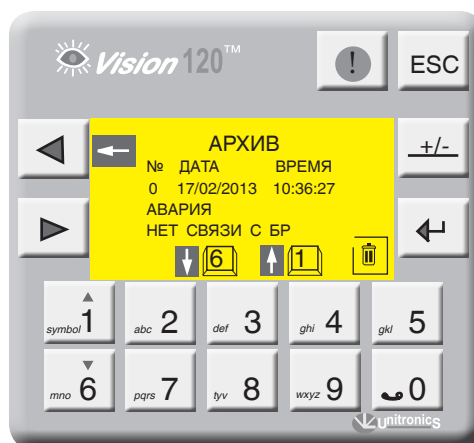 Vision 120™
! ESC
АРХИВ
+/-
№ ДАТА ВРЕМЯ
0 17/02/2013 10:36:27
АВАРИЯ
НЕТ СВЯЗИ С БР
6 1
symbol 1 abc 2 def 3 ghi 4 gkl 5
mno 6 pqrs 7 tyv 8 wxyz 9 0
Unitronics